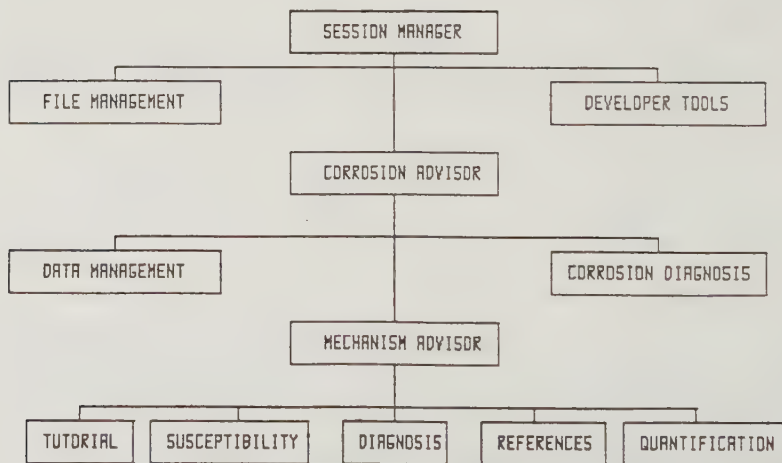 SESSION MANAGER
FILE MANAGEMENT
DEVELOPER TOOLS
CORROSION ADVISOR
DATA MANAGEMENT
CORROSION DIAGNOSIS
MECHANISM ADVISOR
TUTORIAL
SUSCEPTIBILITY
DIAGNOSIS
REFERENCES
QUANTIFICATION